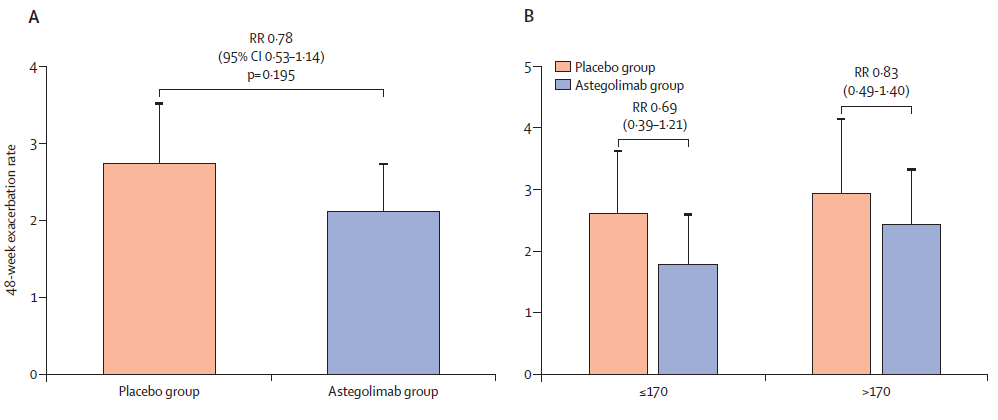 A
RR 0·78
(95% CI 0·53–1·14)
p=0·195
48-week exacerbation rate
4
3
2
1
0
Placebo group
Astegolimab group
B
Placebo group
Astegolimab group
RR 0·69
(0·39–1·21)
RR 0·83
(0·49-1·40)
5
4
3
2
1
0
≤170
>170